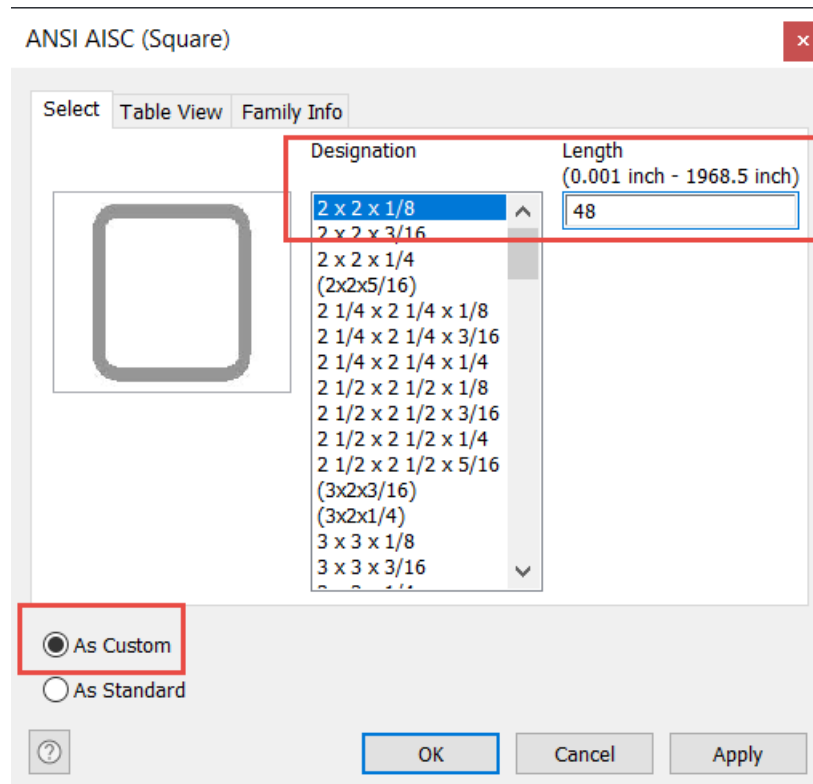 ANSI AISC (Square)
Select Table View Family Info
Designation
Length
(0.001 inch - 1968.5 inch)
48
2 x 2 x 1/8
2 x 2 x 3/16
2 x 2 x 1/4
(2x2x5/16)
2 1/4 x 2 1/4 x 1/8
2 1/4 x 2 1/4 x 3/16
2 1/4 x 2 1/4 x 1/4
2 1/2 x 2 1/2 x 1/8
2 1/2 x 2 1/2 x 3/16
2 1/2 x 2 1/2 x 1/4
2 1/2 x 2 1/2 x 5/16
(3x2x3/16)
(3x2x1/4)
3 x 3 x 1/8
3 x 3 x 3/16
As Custom
As Standard
OK Cancel Apply